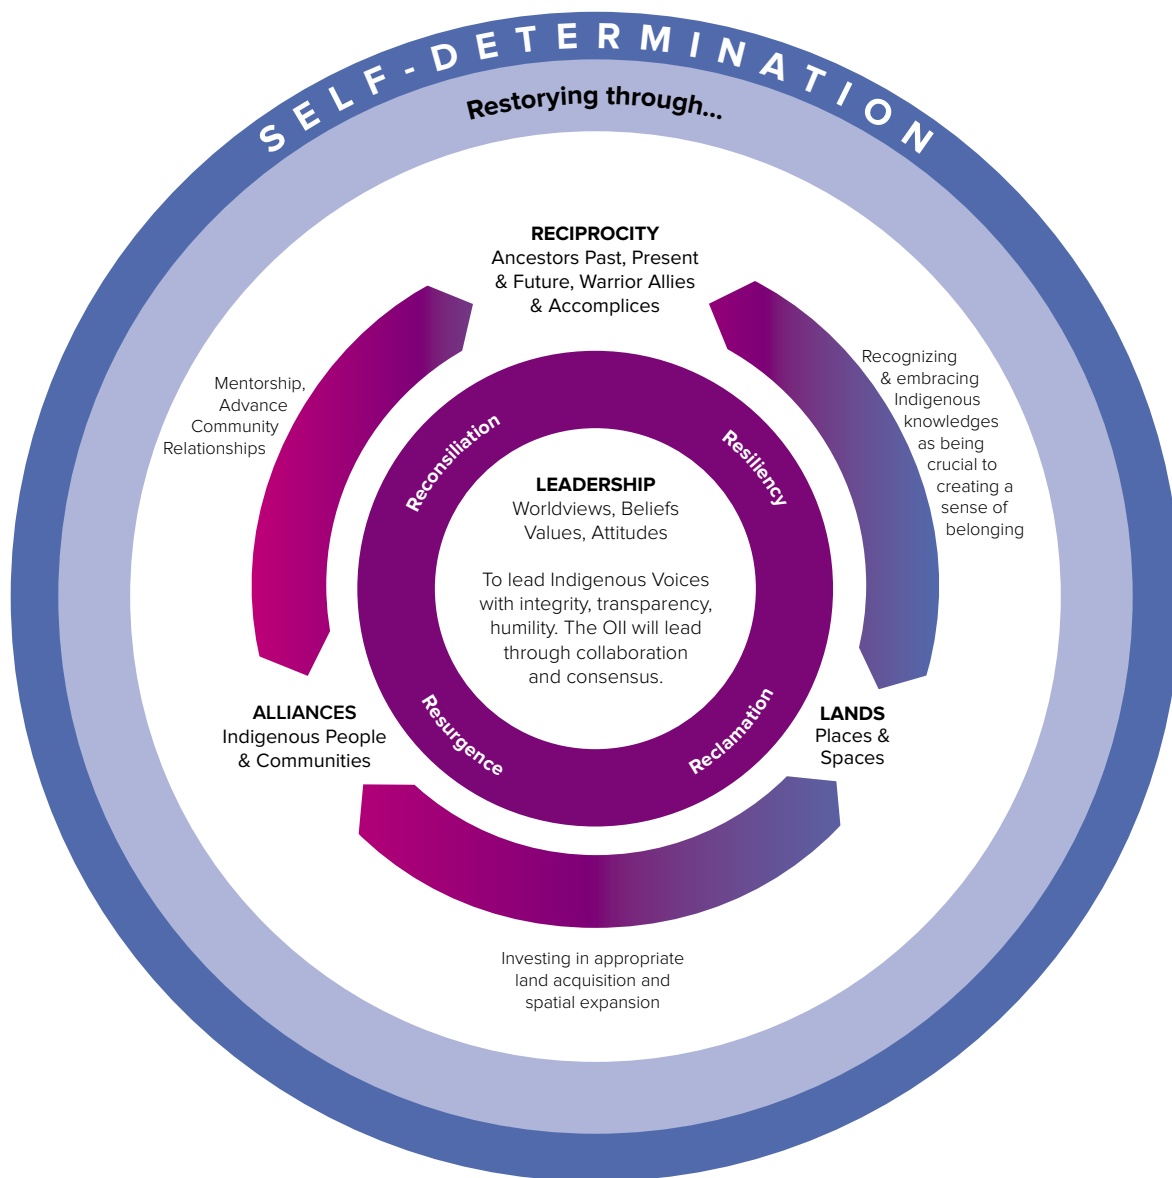 SELF-DETERMINATION
Restorying through...
RECIPROCITY
Ancestors Past, Present
& Future, Warrior Allies
& Accomplices
Mentorship,
Advance
Community
Relationships
Recognizing
& embracing
Indigenous
knowledges
as being
crucial to
creating a
sense of
belonging
Reconsiliation
Resiliency
LEADERSHIP
Worldviews, Beliefs
Values, Attitudes
To lead Indigenous Voices
with integrity, transparency,
humility. The OII will lead
through collaboration
and consensus.
Resurgence
Reclamation
ALLIANCES
Indigenous People
& Communities
LANDS
Places &
Spaces
Investing in appropriate
land acquisition and
spatial expansion